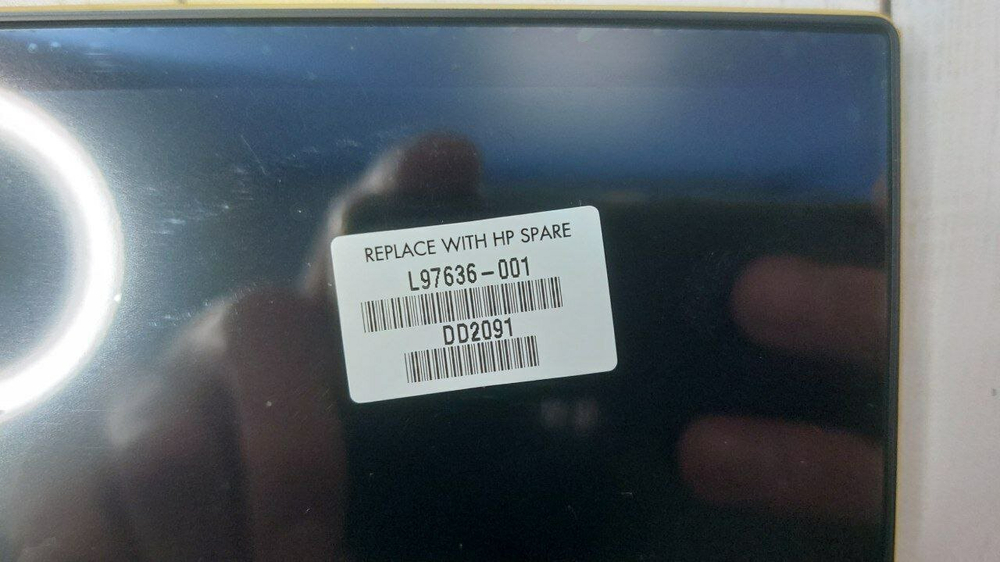 REPLACE WITH HP SPARE
L97636-001
DD2091